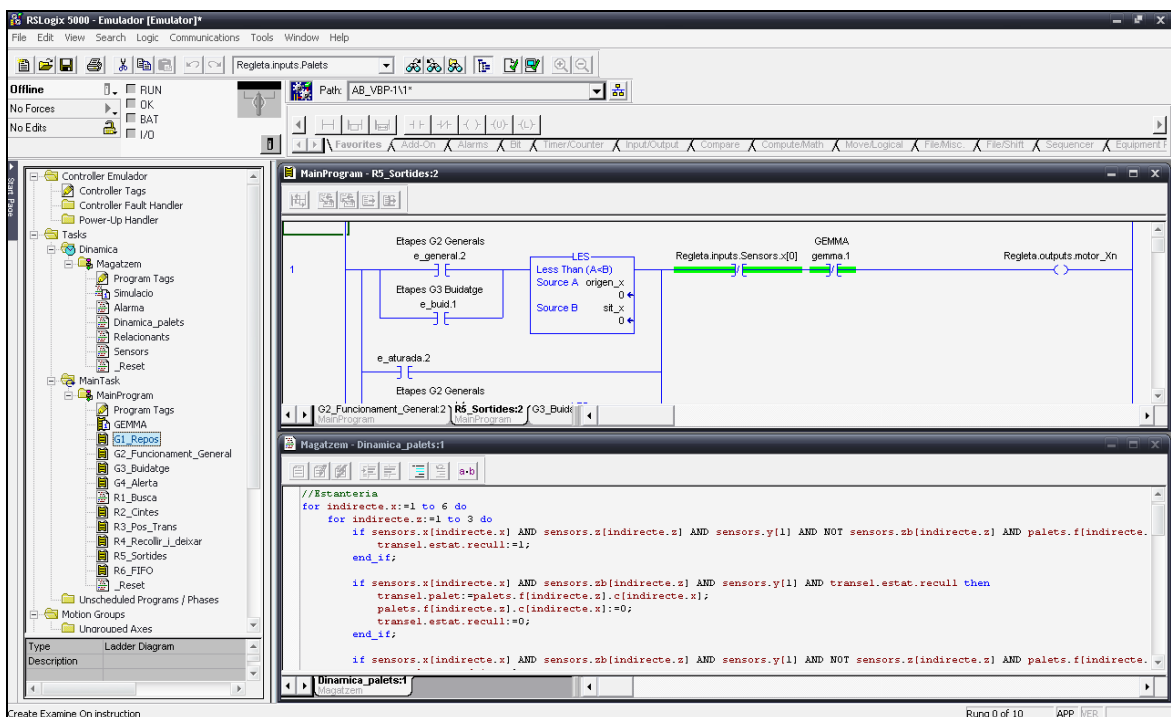 RSLogix 5000 - Emulador [Emulator]*
File Edit View Search Logic Communications Tools Window Help
Regleta.inputs.Palets
Offline RUN
No Forces OK
No Edits BAT
I/O
Path: AB_VBP-1\1*
Favorites Add-On Alarms Bit Timer/Counter Input/Output Compare Compute/Math Move/Logical File/Misc. File/Shift Sequencer Equipment
Start Page
Controller Emulador
Controller Tags
Controller Fault Handler
Power-Up Handler
Tasks
Dinamica
Magatzem
Program Tags
Simulacio
Alarma
Dinamica_palets
Relacionants
Sensors
_Reset
MainTask
MainProgram
Program Tags
GEMMA
G1_Repos
G2_Funcionament_General
G3_Buidatge
G4_Alerta
R1_Busca
R2_Cintes
R3_Pos_Trans
R4_Recollir_i_deixar
R5_Sortides
R6_FIFO
_Reset
Unscheduled Programs / Phases
Motion Groups
Ungrouped Axes
Type Ladder Diagram
Description
MainProgram - R5_Sortides:2
1
Etapes G2 Generals
e_general.2
Etapes G3 Buidatge
e_buid.1
LES
Less Than (A<B)
Source A origen_x
0
Source B sit_x
0
Regleta.inputs.Sensors.x[0]
GEMMA
gemma.1
Regleta.outputs.motor_Xn
e_aturada.2
Etapes G2 Generals
G2_Funcionament_General:2 R5_Sortides:2 G3_Buida
MainProgram MainProgram
Magatzem - Dinamica_palets:1
//Estanteria
for indirecte.x:=1 to 6 do
for indirecte.z:=1 to 3 do
if sensors.x[indirecte.x] AND sensors.z[indirecte.z] AND sensors.y[1] AND NOT sensors.zb[indirecte.z] AND palets.f[indirecte.
transel.estat.recull:=1;
end_if;
if sensors.x[indirecte.x] AND sensors.zb[indirecte.z] AND sensors.y[1] AND transel.estat.recull then
transel.palet:=palets.f[indirecte.z].c[indirecte.x];
palets.f[indirecte.z].c[indirecte.x]:=0;
transel.estat.recull:=0;
end_if;
if sensors.x[indirecte.x] AND sensors.zb[indirecte.z] AND sensors.y[1] AND NOT sensors.z[indirecte.z] AND palets.f[indirecte.
Dinamica_palets:1
Magatzem
Create Examine On instruction
Rung 0 of 10 APP VER